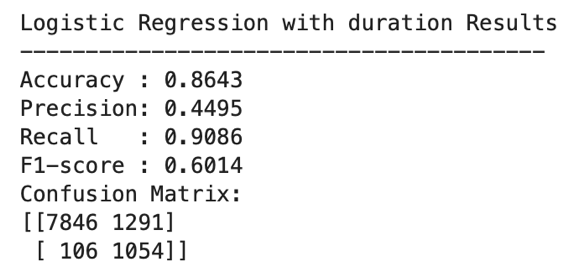 Logistic Regression with duration Results
----------------------------------------
Accuracy : 0.8643
Precision: 0.4495
Recall   : 0.9086
F1-score : 0.6014
Confusion Matrix:
[[7846 1291]
 [ 106 1054]]